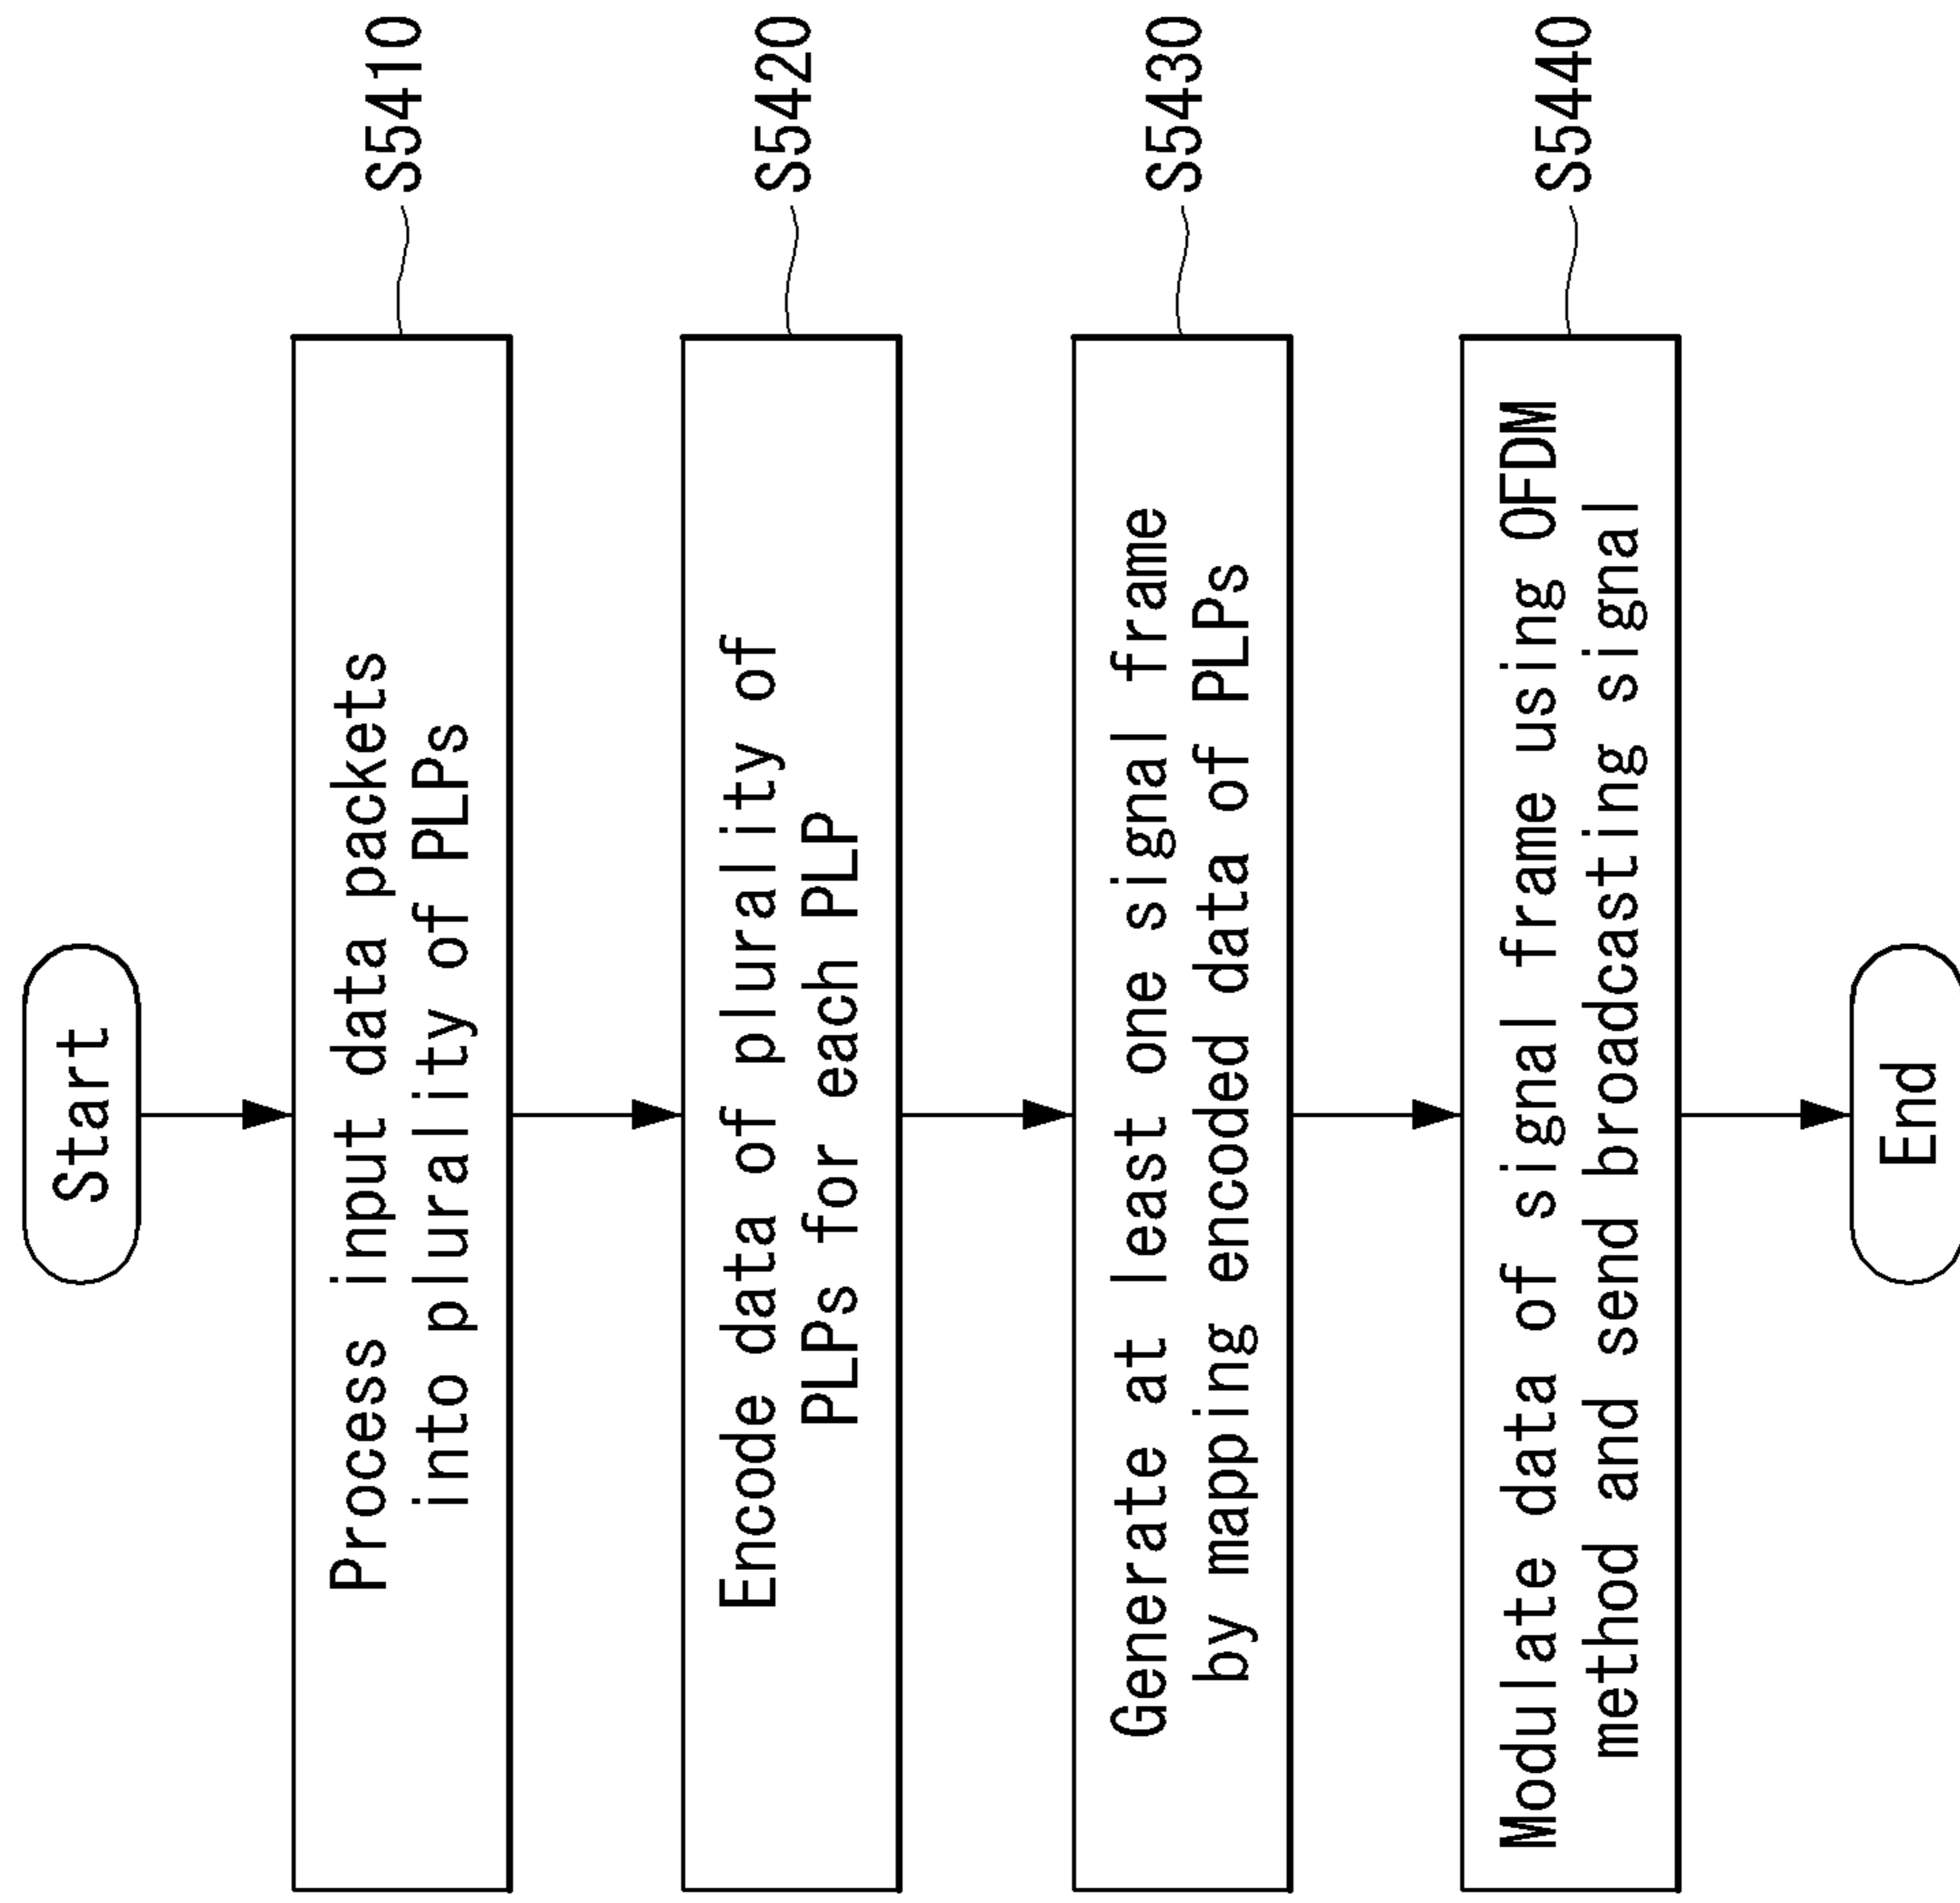 Start
Process input data packets
into plurality of PLPs
S5410
Encode data of plurality of
PLPs for each PLP
S5420
Generate at least one signal frame
by mapping encoded data of PLPs
S5430
Modulate data of signal frame using OFDM
method and send broadcasting signal
S5440
End